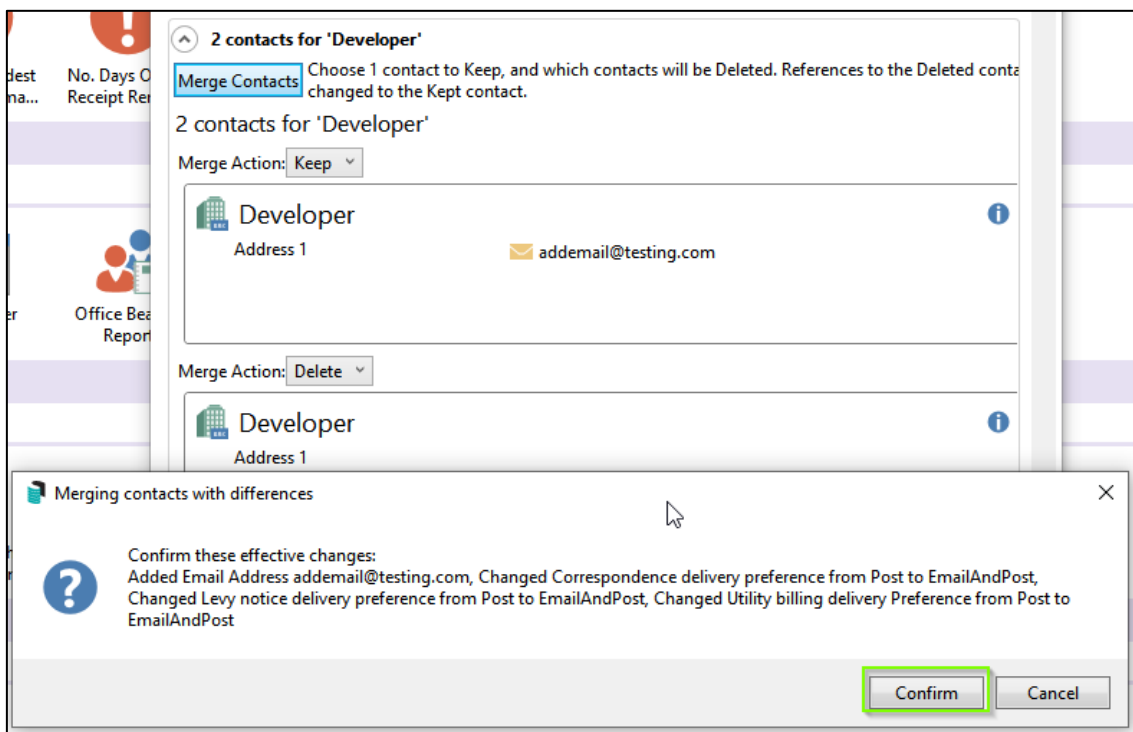 2 contacts for 'Developer'
Merge Contacts
Choose 1 contact to Keep, and which contacts will be Deleted. References to the Deleted conta
changed to the Kept contact.
2 contacts for 'Developer'
Merge Action: Keep
Developer
Address 1
addemail@testing.com
Merge Action: Delete
Developer
Address 1
dest
ma...
No. Days O
Receipt Rer
er
Office Bea
Report
Merging contacts with differences
Confirm these effective changes:
Added Email Address addemail@testing.com, Changed Correspondence delivery preference from Post to EmailAndPost,
Changed Levy notice delivery preference from Post to EmailAndPost, Changed Utility billing delivery Preference from Post to
EmailAndPost
Confirm
Cancel